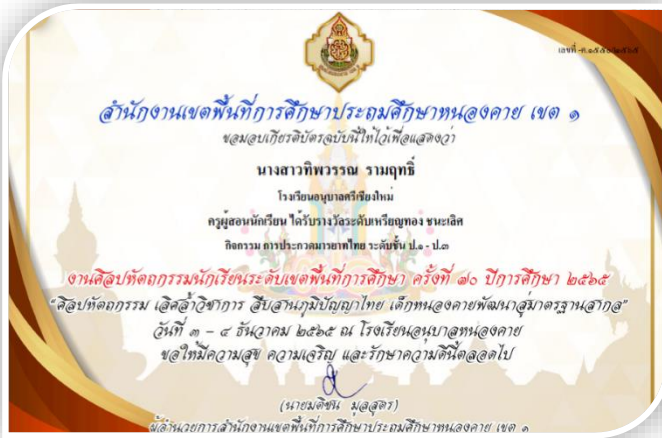 สำนักงานเขตพื้นที่การศึกษาประถมศึกษาหนองคาย เขต ๑
ขอมอบเกียรติบัตรฉบับนี้ให้ไว้เพื่อแสดงว่า
นางสาวทิพวรรณ รามฤทธิ์
โรงเรียนอนุบาลศรีเชียงใหม่
ครูผู้สอนนักเรียน ได้รับรางวัลระดับเหรียญทอง ชนะเลิศ
กิจกรรม การประกวดมารยาทไทย ระดับชั้น ป.๑ - ป.๓
งานศิลปหัตถกรรมนักเรียนระดับเขตพื้นที่การศึกษา ครั้งที่ ๗๐ ปีการศึกษา ๒๕๖๕
"ศิลปหัตถกรรม เลิศล้ำวิชาการ สืบสานภูมิปัญญาไทย เด็กหนองคายพัฒนาสู่มาตรฐานสากล"
วันที่ ๓ - ๔ ธันวาคม ๒๕๖๕ ณ โรงเรียนอนุบาลหนองคาย
ขอให้มีความสุข ความเจริญ และรักษาความดีนี้ตลอดไป
(นายมติชน มูลสูตร)
ผู้อำนวยการสำนักงานเขตพื้นที่การศึกษาประถมศึกษาหนองคาย เขต ๑